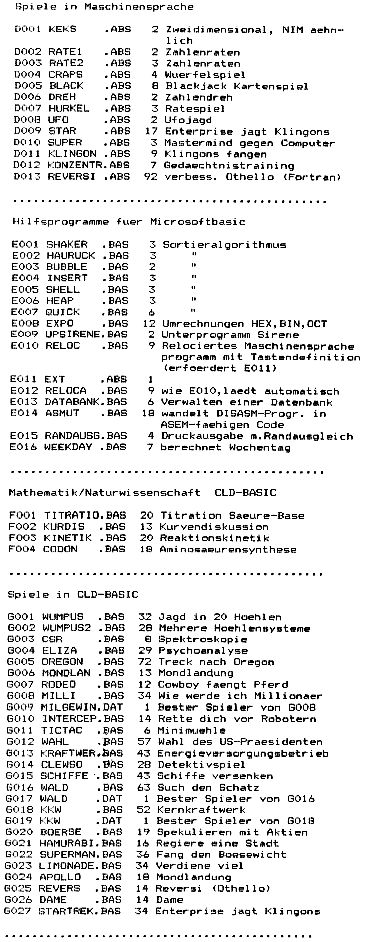 Spiele in Maschinensprache
D001 KEKS .ABS 2 Zweidimensional, NIM aehn-
lich
D002 RATE1 .ABS 2 Zahlenraten
D003 RATE2 .ABS 3 Zahlenraten
D004 CRAPS .ABS 4 Wuerfelspiel
D005 BLACK .ABS 8 Blackjack Kartenspiel
D006 DREH .ABS 2 Zahlendreh
D007 HURKEL .ABS 3 Ratespiel
D008 UFO .ABS 2 Ufojagd
D009 STAR .ABS 17 Enterprise jagt Klingons
D010 SUPER .ABS 3 Mastermind gegen Computer
D011 KLINGON .ABS 9 Klingons fangen
D012 KONZENTR.ABS 7 Gedaechtnistraining
D013 REVERSI .ABS 92 verbess. Othello (Fortran)
Hilfsprogramme fuer Microsoftbasic
E001 SHAKER .BAS 3 Sortieralgorithmus
E002 HAURUCK .BAS 3 "
E003 BUBBLE .BAS 2 "
E004 INSERT .BAS 3 "
E005 SHELL .BAS 3 "
E006 HEAP .BAS 3 "
E007 QUICK .BAS 6 "
E008 EXPO .BAS 12 Umrechnungen HEX,BIN,OCT
E009 UPSIRENE.BAS 2 Unterprogramm Sirene
E010 RELOC .BAS 9 Relociertes Maschinensprache
programm mit Tastendefinition
(erfoerdert E011)
E011 EXT .ABS 1
E012 RELOCA .BAS 9 wie E010,laedt automatisch
E013 DATABANK.BAS 6 Verwalten einer Datenbank
E014 ASMUT .BAS 18 wandelt DISASM-Progr. in
ASEM-faehigen Code
E015 RANDAUSG.BAS 4 Druckausgabe m.Randausgleich
E016 WEEKDAY .BAS 7 berechnet Wochentag
Mathematik/Naturwissenschaft CLD-BASIC
F001 TITRATIO.BAS 20 Titration Saeure-Base
F002 KURDIS .BAS 13 Kurvendiskussion
F003 KINETIK .BAS 20 Reaktionskinetik
F004 CODON .BAS 18 Aminosaeurensynthese
Spiele in CLD-BASIC
G001 WUMPUS .BAS 32 Jagd in 20 Hoehlen
G002 WUMPUS2 .BAS 28 Mehrere Hoehlensysteme
G003 CSR .BAS 8 Spektroskopie
G004 ELIZA .BAS 29 Psychoanalyse
G005 OREGON .BAS 72 Treck nach Oregon
G006 MONDLAN .BAS 13 Mondlandung
G007 RODEO .BAS 12 Cowboy faengt Pferd
G008 MILLI .BAS 34 Wie werde ich Millionaer
G009 MILGEWIN.DAT 1 Bester Spieler von G008
G010 INTERCEP.BAS 14 Rette dich vor Robotern
G011 TICTAC .BAS 6 Minimuehle
G012 WAHL .BAS 57 Wahl des US-Praesidenten
G013 KRAFTWER.BAS 43 Energieversorgungsbetrieb
G014 CLEWSO .BAS 28 Detektivspiel
G015 SCHIFFE .BAS 43 Schiffe versenken
G016 WALD .BAS 63 Such den Schatz
G017 WALD .DAT 1 Bester Spieler von G016
G018 KKW .BAS 52 Kernkraftwerk
G019 KKW .DAT 1 Bester Spieler von G018
G020 BOERSE .BAS 19 Spekulieren mit Aktien
G021 HAMURABI.BAS 16 Regiere eine Stadt
G022 SUPERMAN.BAS 36 Fang den Boesewicht
G023 LIMONADE.BAS 34 Verdiene viel
G024 APOLLO .BAS 18 Mondlandung
G025 REVERS .BAS 14 Reversi (Othello)
G026 DAME .BAS 14 Dame
G027 STARTREK.BAS 34 Enterprise jagt Klingons